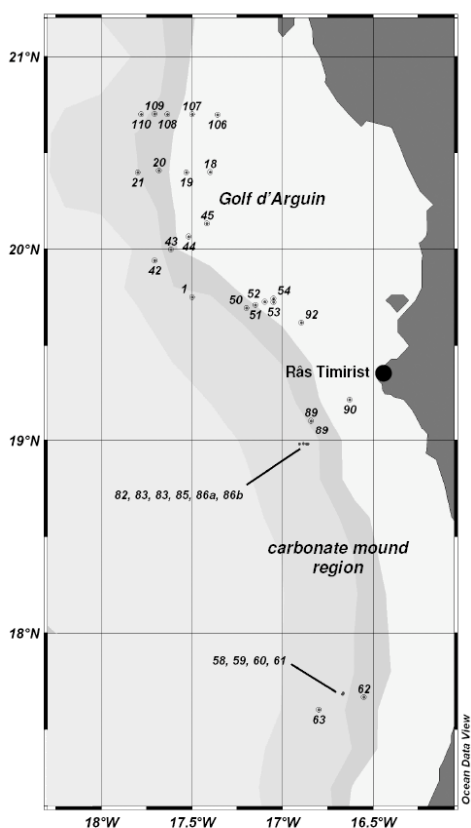 21°N
109
107
110
108
106
20
18
21
19
Golf d'Arguin
45
43
44
20°N
42
1
50
52
54
51
53
92
Râs Timirist
90
89
89
19°N
82, 83, 83, 85, 86a, 86b
carbonate mound
region
18°N
58, 59, 60, 61
62
63
Ocean Data View
18°W
17.5°W
17°W
16.5°W